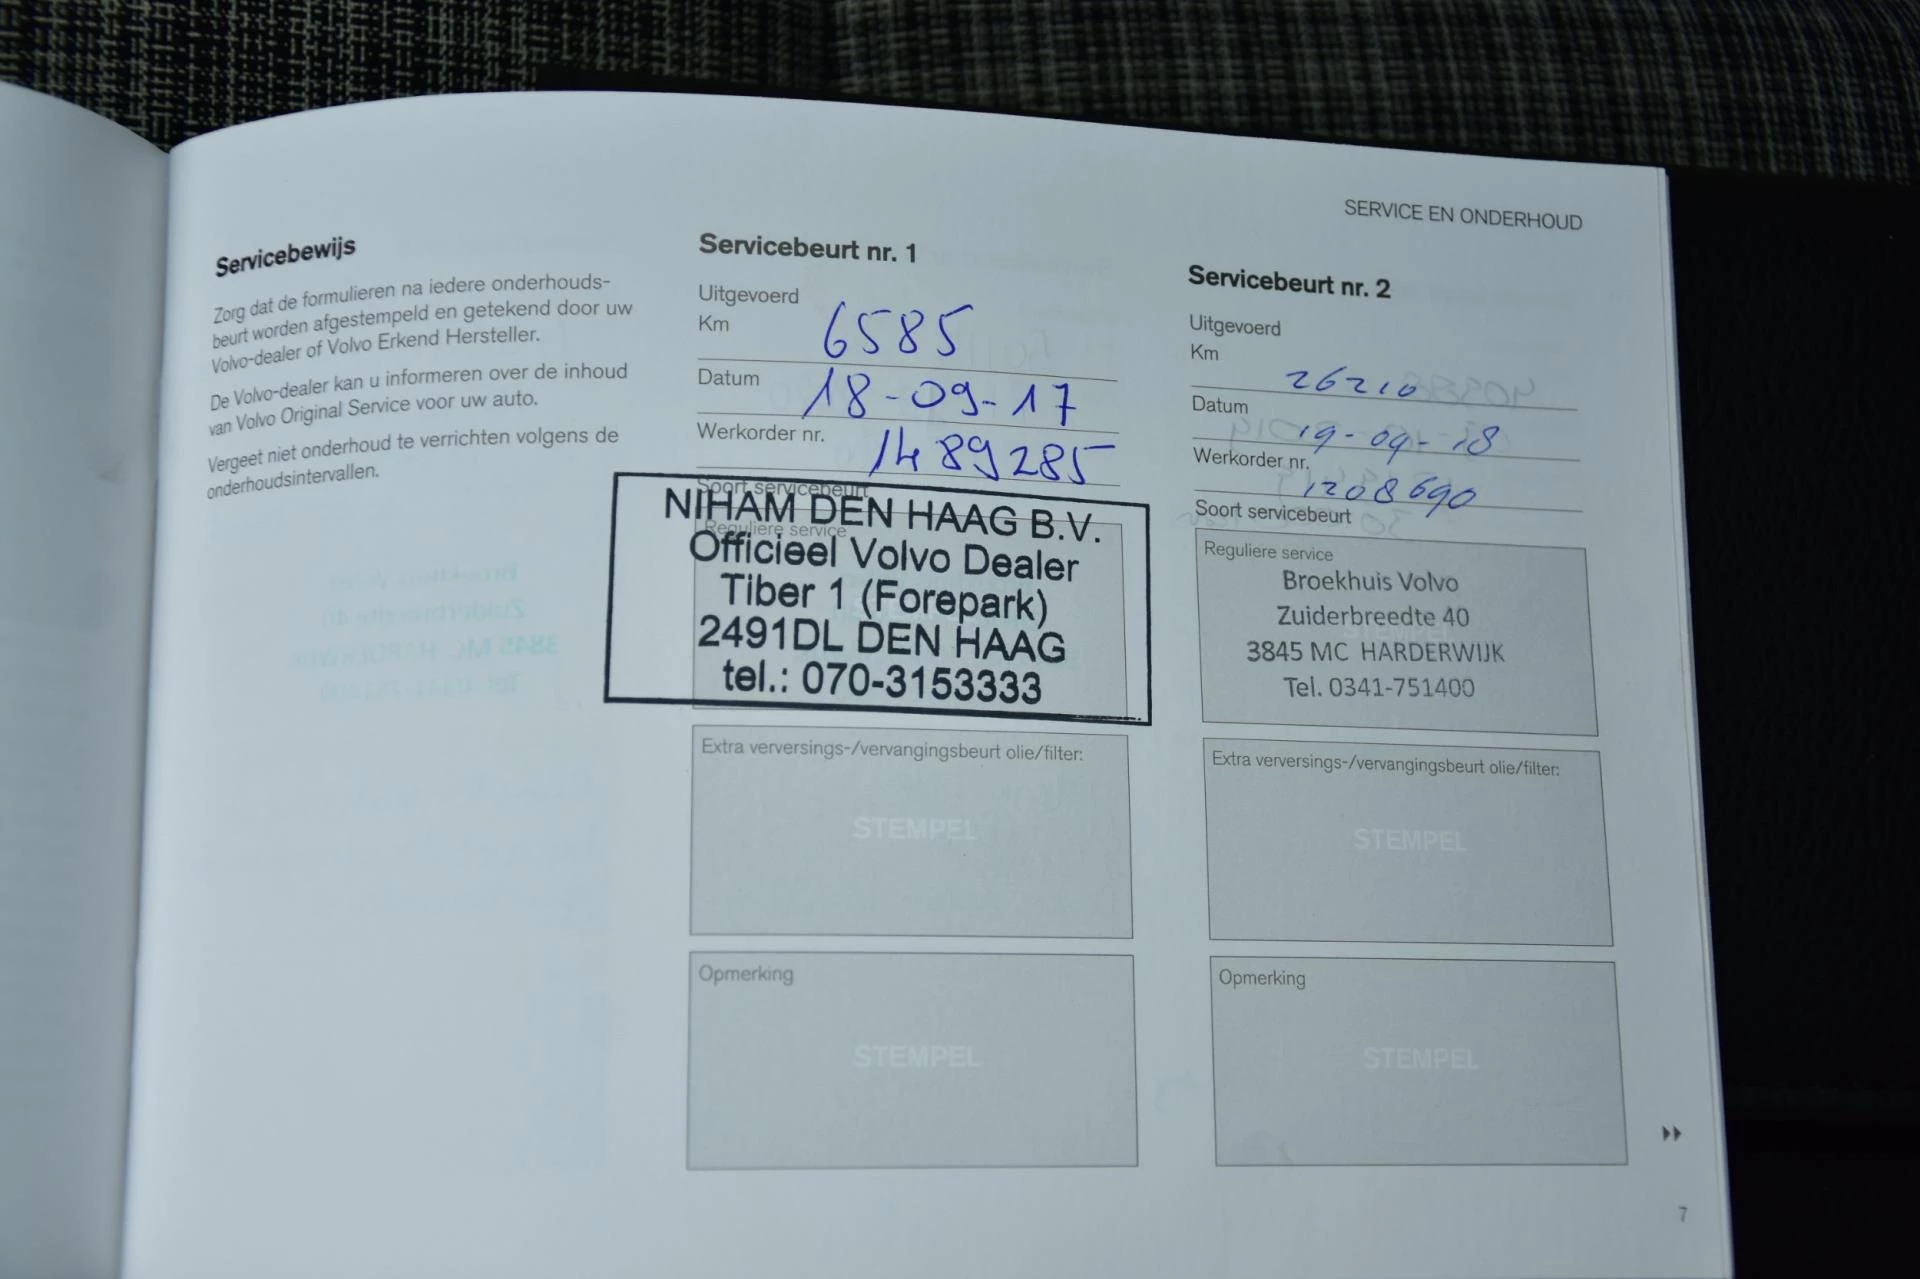 SERVICE EN ONDERHOUD
Servicebewijs
Zorg dat de formulieren na iedere onderhouds-
beurt worden afgestempeld en getekend door uw
Volvo-dealer of Volvo Erkend Hersteller.
De Volvo-dealer kan u informeren over de inhoud
van Volvo Original Service voor uw auto.
Vergeet niet onderhoud te verrichten volgens de
onderhoudsintervallen.
Servicebeurt nr. 1
Uitgevoerd
Km 6585
Datum 18-09-17
Werkorder nr. 1489285
Soort servicebeurt
Reguliere service
NIHAM DEN HAAG B.V.
Officieel Volvo Dealer
Tiber 1 (Forepark)
2491DL DEN HAAG
tel.: 070-3153333
Extra verversings-/vervangingsbeurt olie/filter:
STEMPEL
Opmerking
STEMPEL
Servicebeurt nr. 2
Uitgevoerd
Km 26210
Datum 19-09-18
Werkorder nr. 1208690
Soort servicebeurt
Reguliere service
STEMPEL
Broekhuis Volvo
Zuiderbreedte 40
3845 MC HARDERWIJK
Tel. 0341-751400
Extra verversings-/vervangingsbeurt olie/filter:
STEMPEL
Opmerking
STEMPEL
7